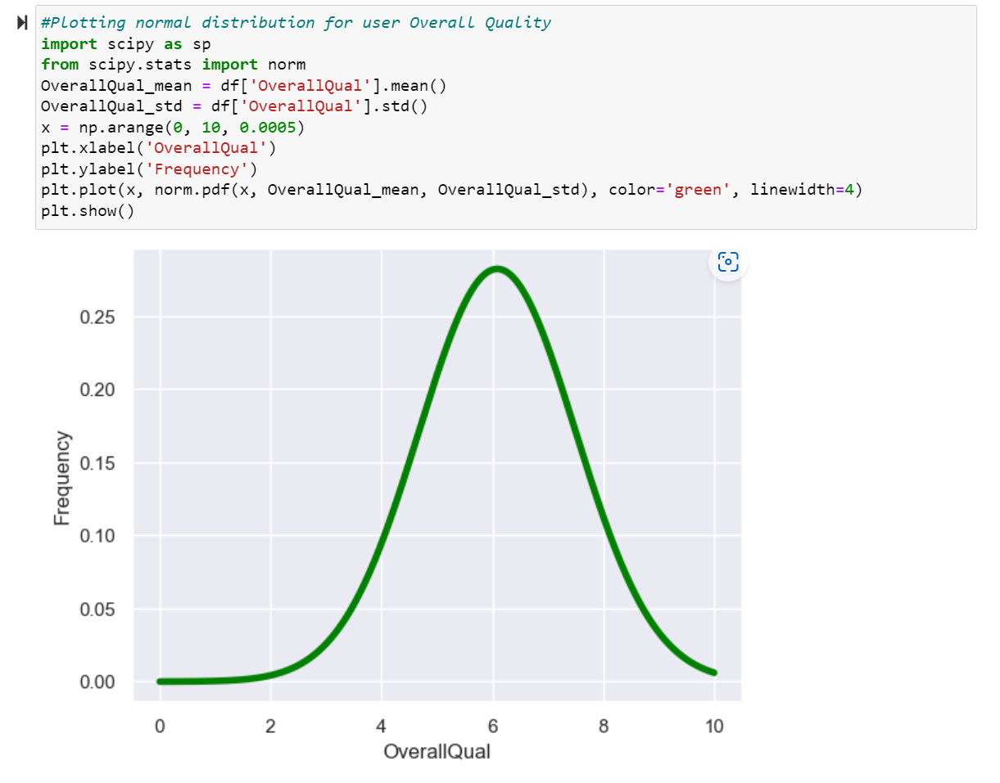 #Plotting normal distribution for user Overall Quality
import scipy as sp
from scipy.stats import norm
OverallQual_mean = df['OverallQual'].mean()
OverallQual_std = df['OverallQual'].std()
x = np.arange(0, 10, 0.0005)
plt.xlabel('OverallQual')
plt.ylabel('Frequency')
plt.plot(x, norm.pdf(x, OverallQual_mean, OverallQual_std), color='green', linewidth=4)
plt.show()
0.25
0.20
0.15
0.10
0.05
0.00
Frequency
0 2 4 6 8 10
OverallQual